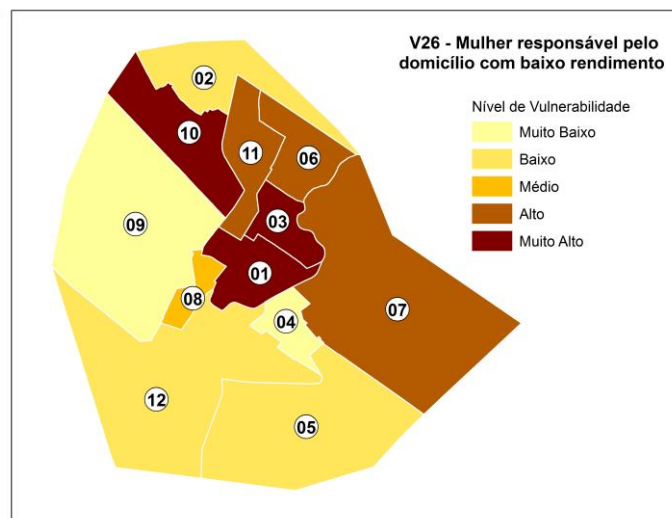 V26 - Mulher responsável pelo
domicílio com baixo rendimento
Nível de Vulnerabilidade
Muito Baixo
Baixo
Médio
Alto
Muito Alto
02
10
11
06
09
03
01
08
04
07
12
05